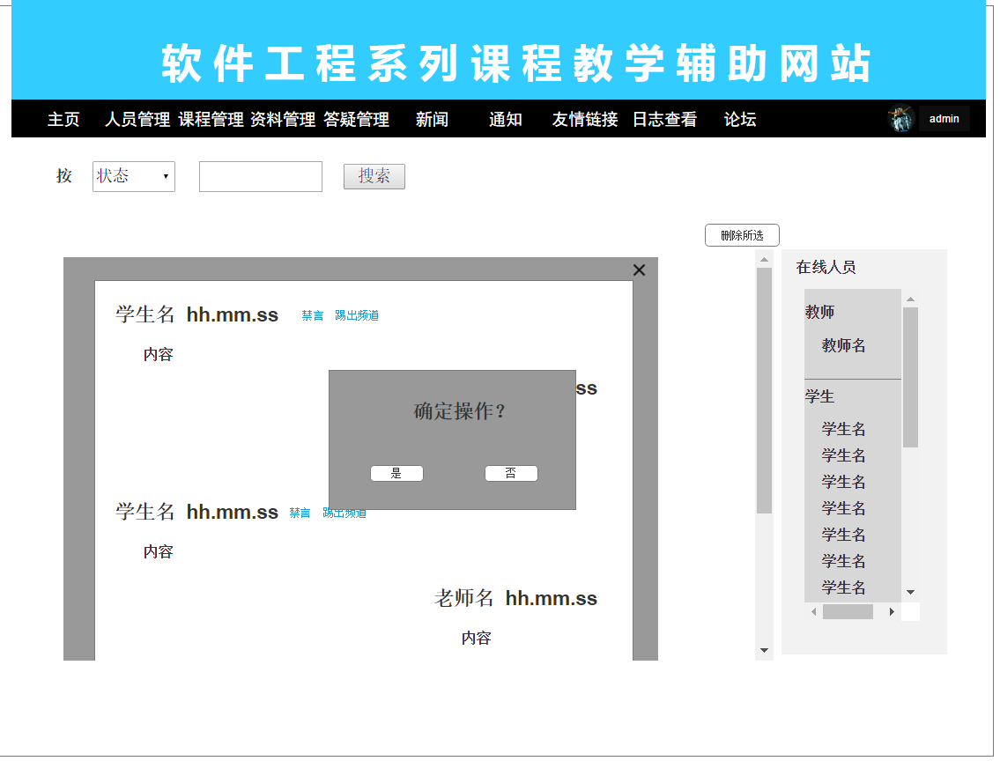 软件工程系列课程教学辅助网站
主页 人员管理 课程管理 资料管理 答疑管理 新闻 通知 友情链接 日志查看 论坛 admin
按 状态 搜索
删除所选
学生名 hh.mm.ss 禁言 踢出频道
内容
ss
确定操作？
是 否
学生名 hh.mm.ss 禁言 踢出频道
内容
老师名 hh.mm.ss
内容
在线人员
教师
教师名
学生
学生名
学生名
学生名
学生名
学生名
学生名
学生名